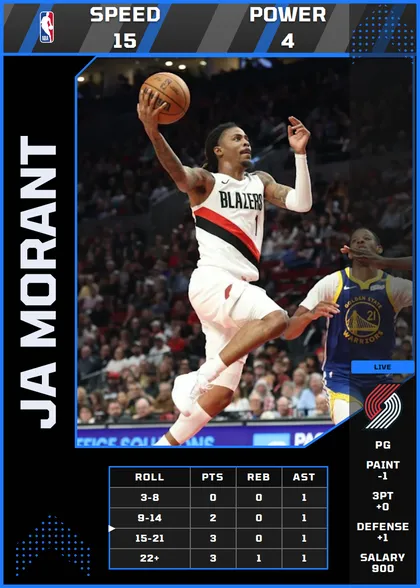 SPEED
15
POWER
4
NBA
JA MORANT
BLAZERS
1
GOLDEN STATE
21
WARRIORS
LIVE
PG
PAINT
-1
3PT
+0
DEFENSE
+1
SALARY
900
ROLL PTS REB AST
3-8 0 0 1
9-14 2 0 1
15-21 3 0 1
22+ 3 1 1